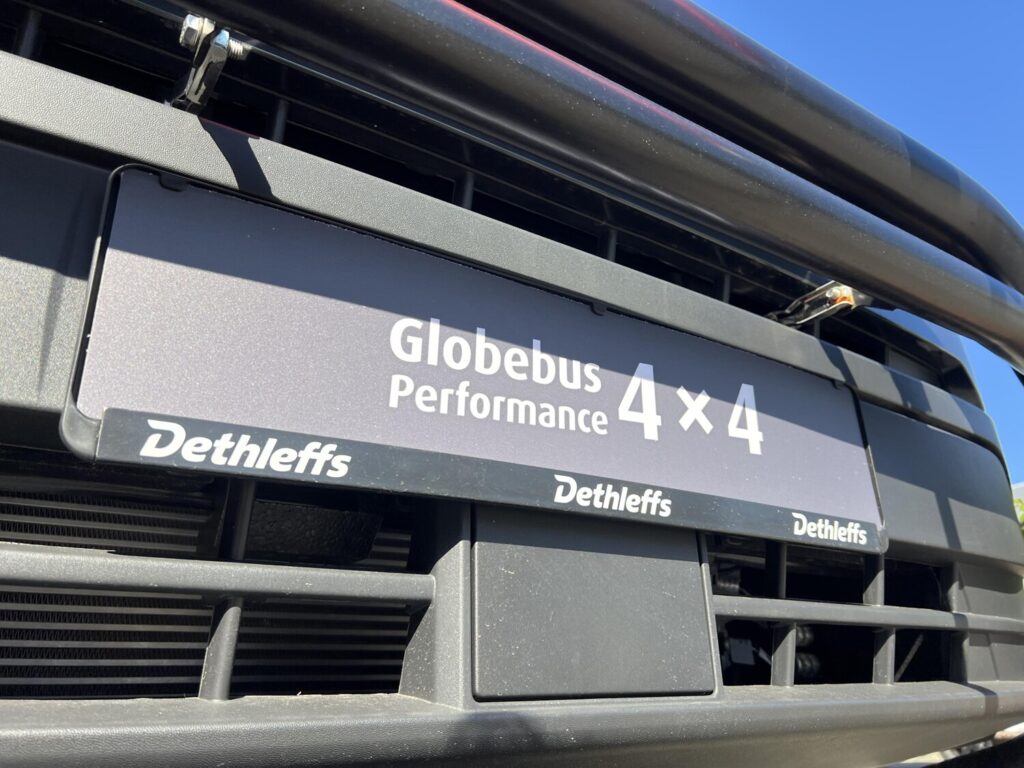 Globebus
Performance 4×4
Dethleffs
Dethleffs
Dethleffs